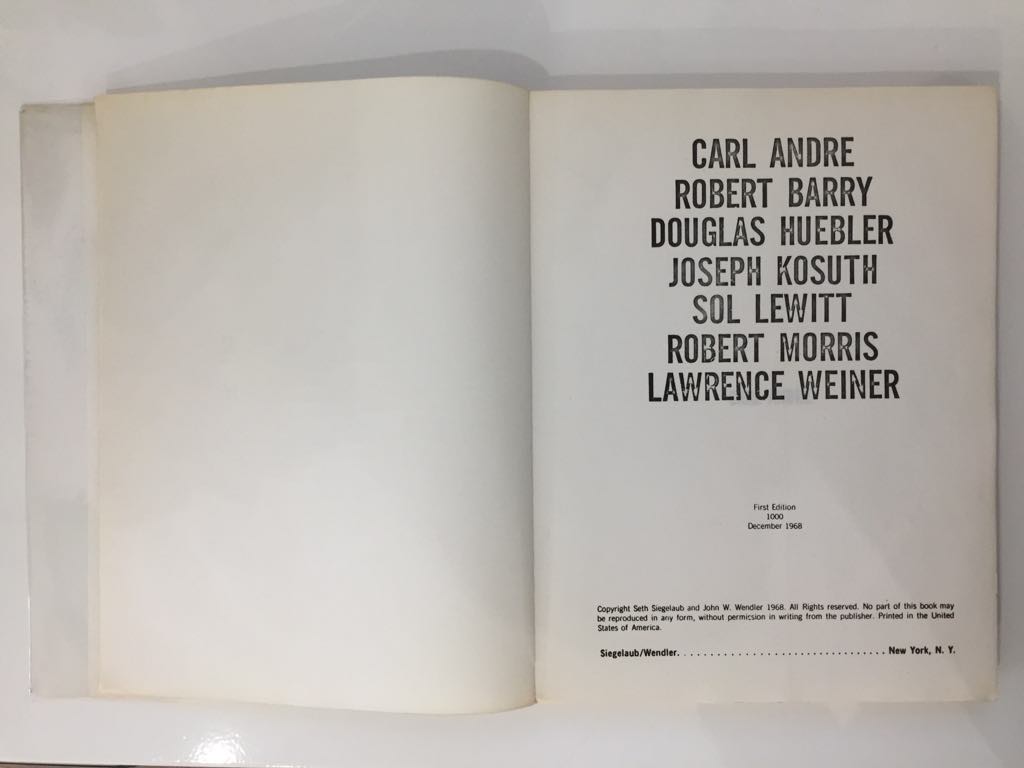 CARL ANDRE
ROBERT BARRY
DOUGLAS HUEBLER
JOSEPH KOSUTH
SOL LEWITT
ROBERT MORRIS
LAWRENCE WEINER
First Edition
1000
December 1968
Copyright Seth Siegelaub and John W. Wendler 1968. All Rights reserved. No part of this book may
be reproduced in any form, without permission in writing from the publisher. Printed in the United
States of America.
Siegelaub/Wendler. . . . . . . . . . . . . . . . . . . . . . . . . . . . . . . . New York, N. Y.